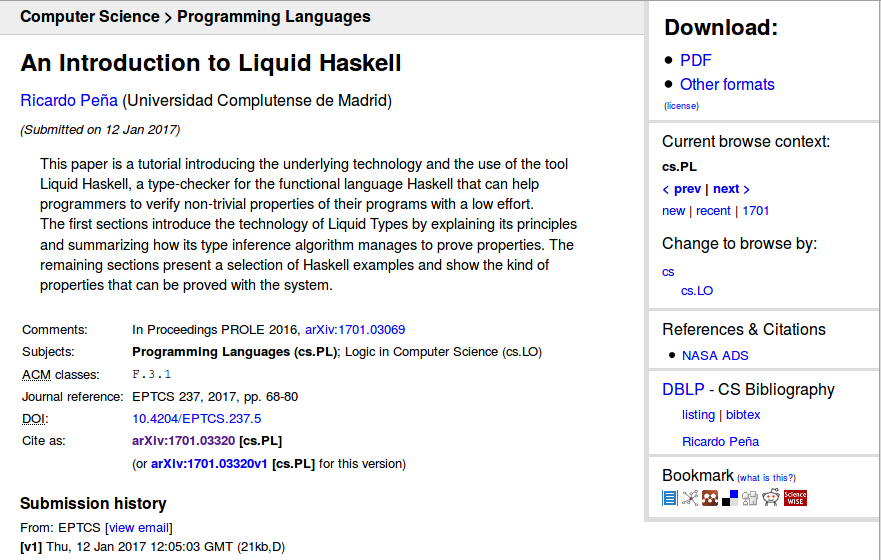 Computer Science > Programming Languages
An Introduction to Liquid Haskell
Ricardo Peña (Universidad Complutense de Madrid)
(Submitted on 12 Jan 2017)
This paper is a tutorial introducing the underlying technology and the use of the tool
Liquid Haskell, a type-checker for the functional language Haskell that can help
programmers to verify non-trivial properties of their programs with a low effort.
The first sections introduce the technology of Liquid Types by explaining its principles
and summarizing how its type inference algorithm manages to prove properties. The
remaining sections present a selection of Haskell examples and show the kind of
properties that can be proved with the system.
Comments: In Proceedings PROLE 2016, arXiv:1701.03069
Subjects: Programming Languages (cs.PL); Logic in Computer Science (cs.LO)
ACM classes: F.3.1
Journal reference: EPTCS 237, 2017, pp. 68-80
DOI: 10.4204/EPTCS.237.5
Cite as: arXiv:1701.03320 [cs.PL]
(or arXiv:1701.03320v1 [cs.PL] for this version)
Submission history
From: EPTCS [view email]
[v1] Thu, 12 Jan 2017 12:05:03 GMT (21kb,D)
Download:
● PDF
● Other formats
(license)
Current browse context:
cs.PL
< prev | next >
new | recent | 1701
Change to browse by:
cs
cs.LO
References & Citations
● NASA ADS
DBLP - CS Bibliography
listing | bibtex
Ricardo Peña
Bookmark (what is this?)
Science
WISE